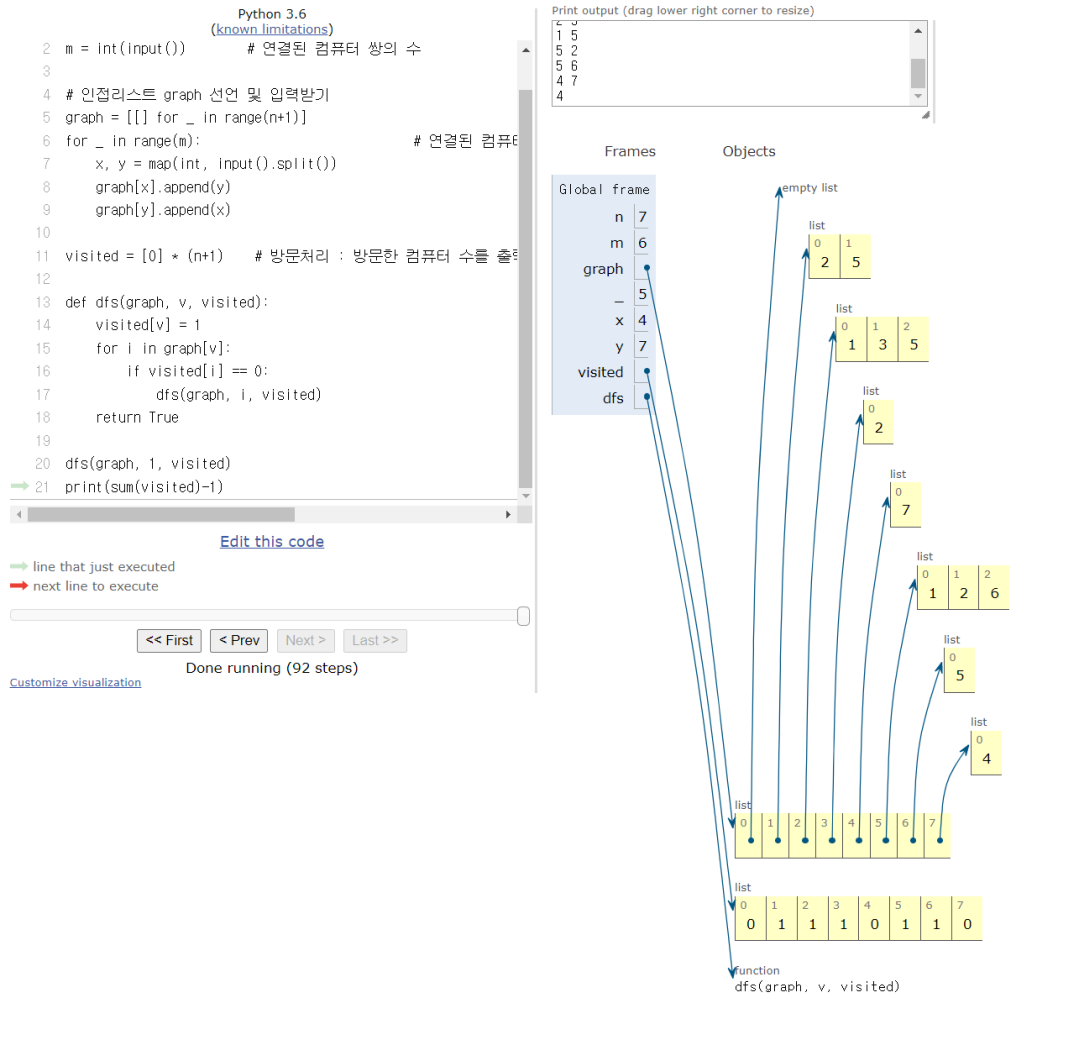 Python 3.6
(known limitations)
2 m = int(input()) # 연결된 컴퓨터 쌍의 수
3
4 # 인접리스트 graph 선언 및 입력받기
5 graph = [[] for _ in range(n+1)]
6 for _ in range(m): # 연결된
7 x, y = map(int, input().split())
8 graph[x].append(y)
9 graph[y].append(x)
10
11 visited = [0] * (n+1) # 방문처리 : 방문한 컴퓨터 수를
12
13 def dfs(graph, v, visited):
14 visited[v] = 1
15 for i in graph[v]:
16 if visited[i] == 0:
17 dfs(graph, i, visited)
18 return True
19
20 dfs(graph, 1, visited)
21 print(sum(visited)-1)
Edit this code
line that just executed
next line to execute
<< First < Prev Next > Last >>
Done running (92 steps)
Customize visualization
Print output (drag lower right corner to resize)
1 5
5 2
5 6
4 7
4
Frames Objects
Global frame
n 7
m 6
graph
_ 5
x 4
y 7
visited
dfs
empty list
list
0 1
2 5
list
0 1 2
1 3 5
list
0
2
list
0
7
list
0 1 2
1 2 6
list
0
5
list
0
4
list
0 1 2 3 4 5 6 7
list
0 1 2 3 4 5 6 7
0 1 1 1 0 1 1 0
function
dfs(graph, v, visited)